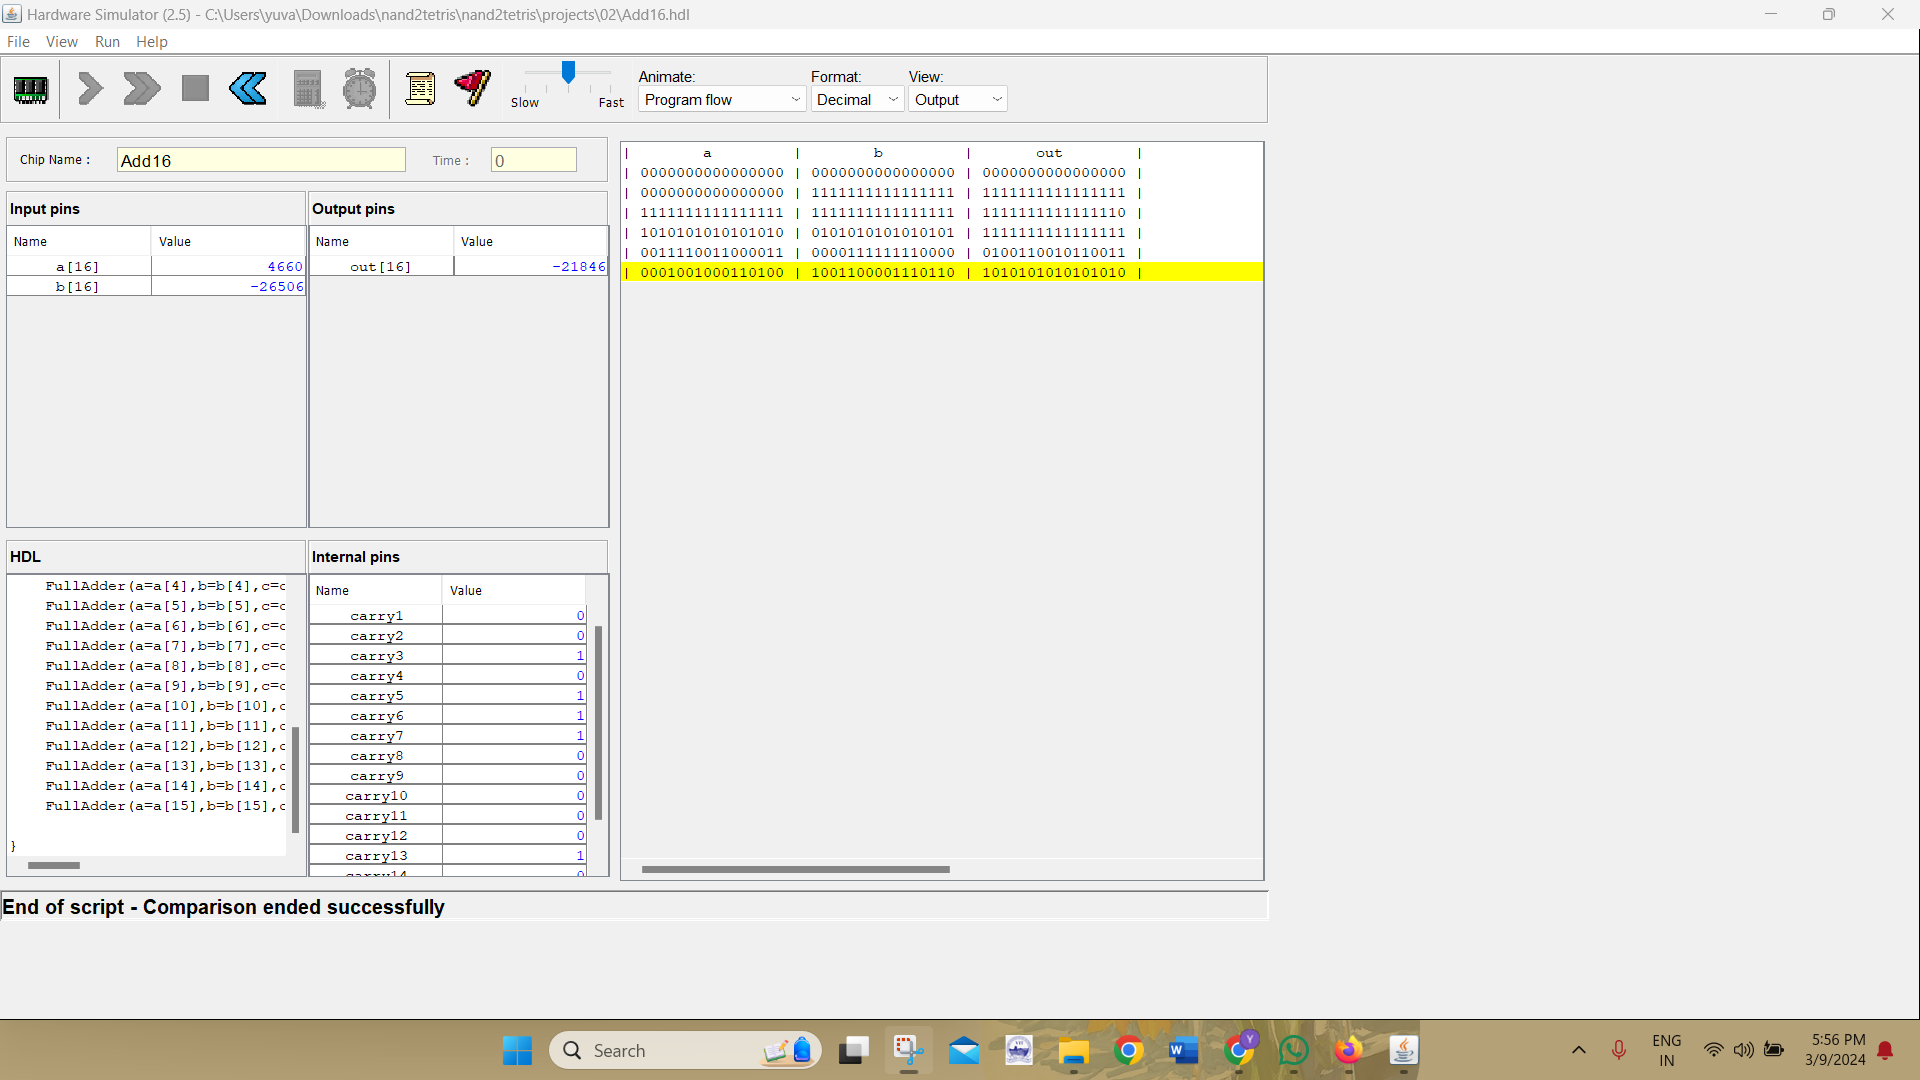 Hardware Simulator (2.5) - C:\Users\yuva\Downloads\nand2tetris\nand2tetris\projects\02\Add16.hdl
File View Run Help
Slow Fast
Animate: Format: View:
Program flow Decimal Output
Chip Name : Add16 Time : 0
Input pins
Name Value
a[16] 4660
b[16] -26506
Output pins
Name Value
out[16] -21846
| a | b | out |
| 0000000000000000 | 0000000000000000 | 0000000000000000 |
| 0000000000000000 | 1111111111111111 | 1111111111111111 |
| 1111111111111111 | 1111111111111111 | 1111111111111110 |
| 1010101010101010 | 0101010101010101 | 1111111111111111 |
| 0011110011000011 | 0000111111110000 | 0100110010110011 |
| 0001001000110100 | 1001100001110110 | 1010101010101010 |
HDL
FullAdder(a=a[4],b=b[4],c=c
FullAdder(a=a[5],b=b[5],c=c
FullAdder(a=a[6],b=b[6],c=c
FullAdder(a=a[7],b=b[7],c=c
FullAdder(a=a[8],b=b[8],c=c
FullAdder(a=a[9],b=b[9],c=c
FullAdder(a=a[10],b=b[10],c
FullAdder(a=a[11],b=b[11],c
FullAdder(a=a[12],b=b[12],c
FullAdder(a=a[13],b=b[13],c
FullAdder(a=a[14],b=b[14],c
FullAdder(a=a[15],b=b[15],c
}
Internal pins
Name Value
carry1 0
carry2 0
carry3 1
carry4 0
carry5 1
carry6 1
carry7 1
carry8 0
carry9 0
carry10 0
carry11 0
carry12 0
carry13 1
carry14 0
End of script - Comparison ended successfully
Search
ENG
IN
5:56 PM
3/9/2024